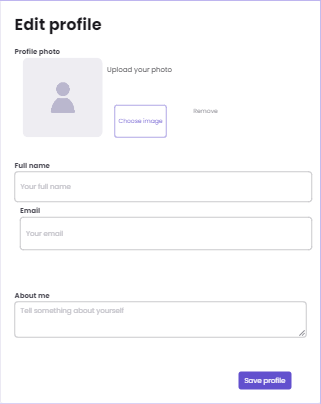 Edit profile
Profile photo
Upload your photo
Choose image
Remove
Full name
Your full name
Email
Your email
About me
Tell something about yourself
Save profile